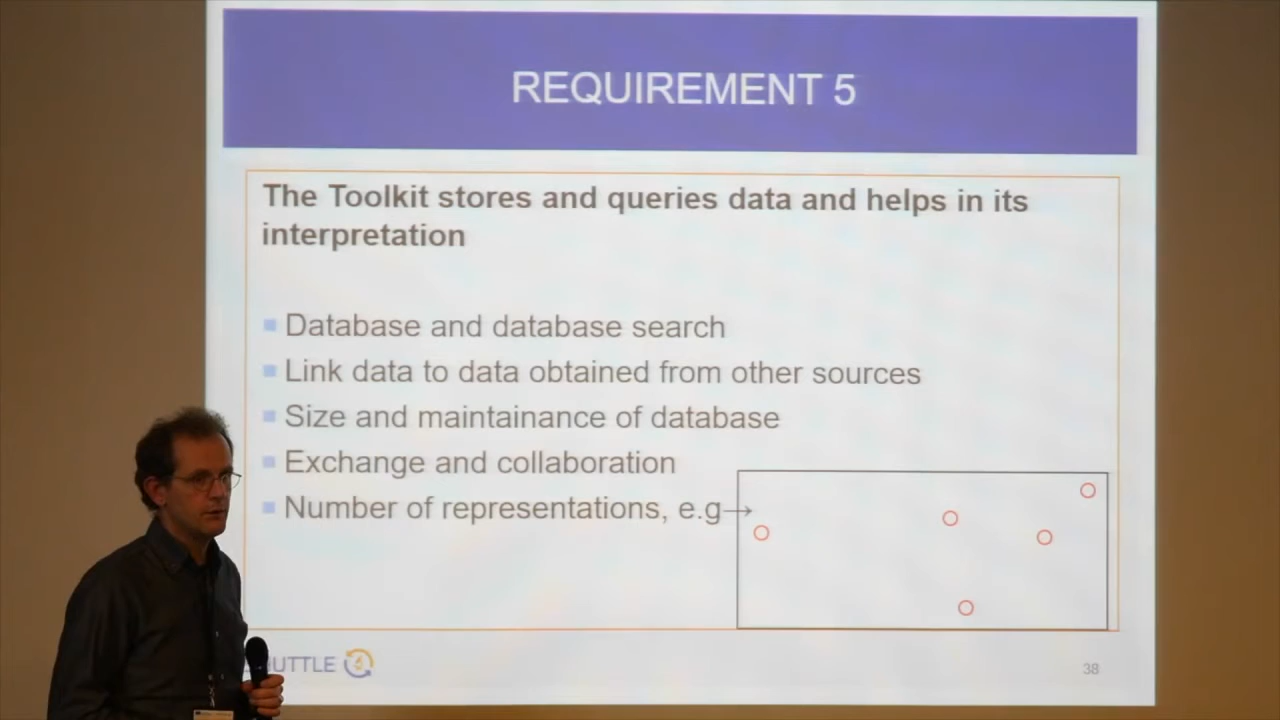 REQUIREMENT 5
The Toolkit stores and queries data and helps in its
interpretation
Database and database search
Link data to data obtained from other sources
Size and maintainance of database
Exchange and collaboration
Number of representations, e.g→
UTTLE 4
38